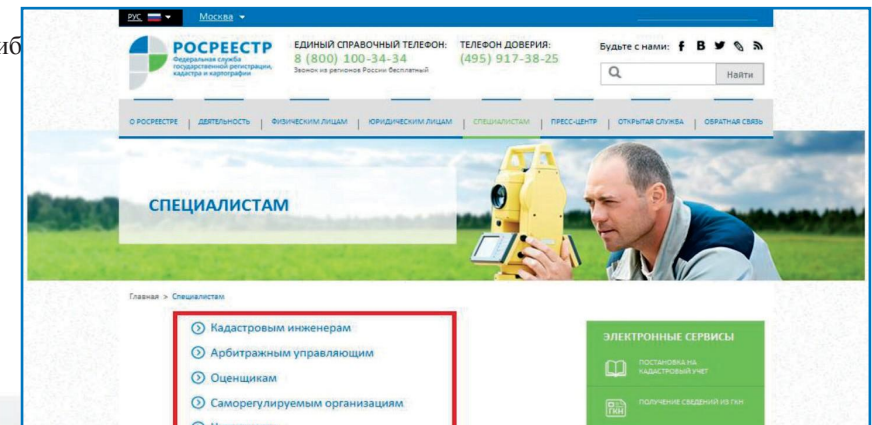 иб
РУС Москва
РОСРЕЕСТР
Федеральная служба
государственной регистрации,
кадастра и картографии
ЕДИНЫЙ СПРАВОЧНЫЙ ТЕЛЕФОН:
8 (800) 100-34-34
Звонок из регионов России бесплатный
ТЕЛЕФОН ДОВЕРИЯ:
(495) 917-38-25
Будьте с нами:
Найти
О РОСРЕЕСТРЕ | ДЕЯТЕЛЬНОСТЬ | ФИЗИЧЕСКИМ ЛИЦАМ | ЮРИДИЧЕСКИМ ЛИЦАМ | СПЕЦИАЛИСТАМ | ПРЕСС-ЦЕНТР | ОТКРЫТАЯ СЛУЖБА | ОБРАТНАЯ СВЯЗЬ
СПЕЦИАЛИСТАМ
Главная > Специалистам
Кадастровым инженерам
Арбитражным управляющим
Оценщикам
Саморегулируемым организациям
ЭЛЕКТРОННЫЕ СЕРВИСЫ
ПОСТАНОВКА НА
КАДАСТРОВЫЙ УЧЕТ
ГКН
ПОЛУЧЕНИЕ СВЕДЕНИЙ ИЗ ГКН